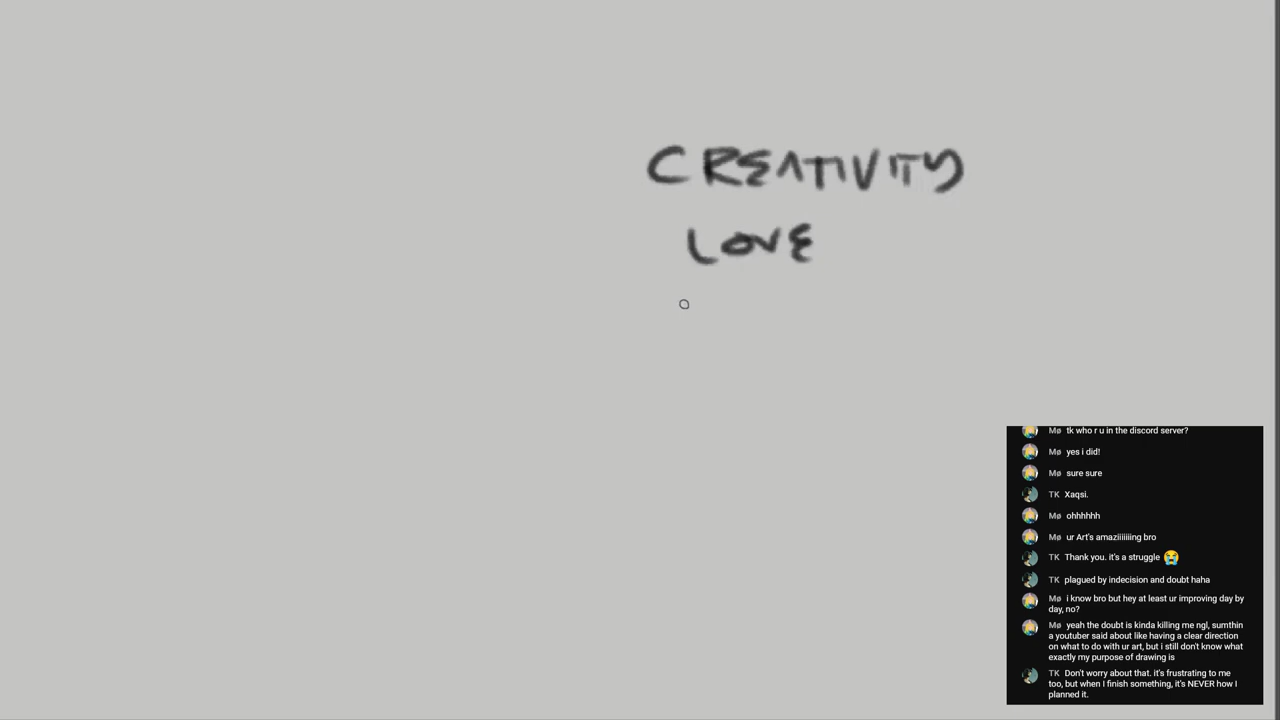 CREATIVITY
LOVE
Mø tk who r u in the discord server?
Mø yes i did!
Mø sure sure
TK Xaqsi.
Mø ohhhhhh
Mø ur Art's amaziiiiiiing bro
TK Thank you. it's a struggle 😭
TK plagued by indecision and doubt haha
Mø i know bro but hey at least ur improving day by
day, no?
Mø yeah the doubt is kinda killing me ngl, sumthin
a youtuber said about like having a clear direction
on what to do with ur art, but i still don't know what
exactly my purpose of drawing is
TK Don't worry about that. it's frustrating to me
too, but when I finish something, it's NEVER how I
planned it.